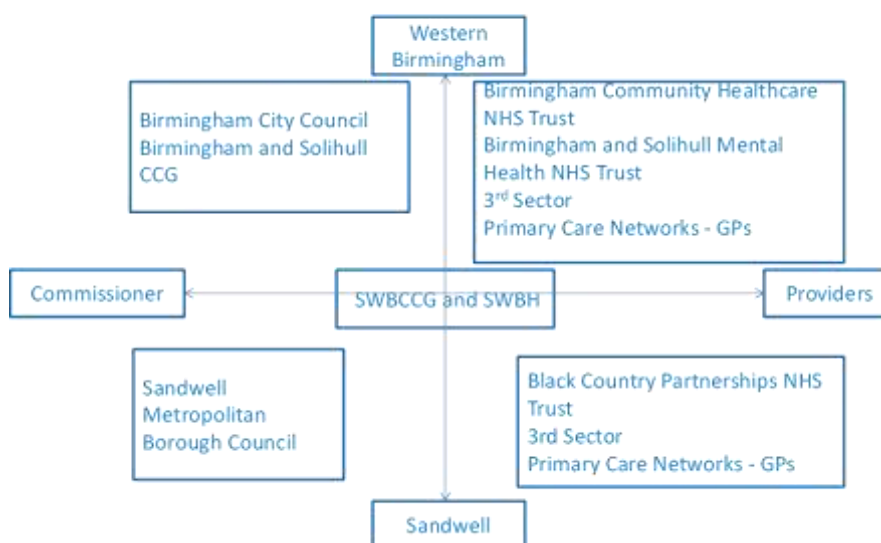 Western
Birmingham
Birmingham City Council
Birmingham and Solihull
CCG
Birmingham Community Healthcare
NHS Trust
Birmingham and Solihull Mental
Health NHS Trust
3rd Sector
Primary Care Networks - GPs
Commissioner
SWBCCG and SWBH
Providers
Sandwell
Metropolitan
Borough Council
Black Country Partnerships NHS
Trust
3rd Sector
Primary Care Networks - GPs
Sandwell